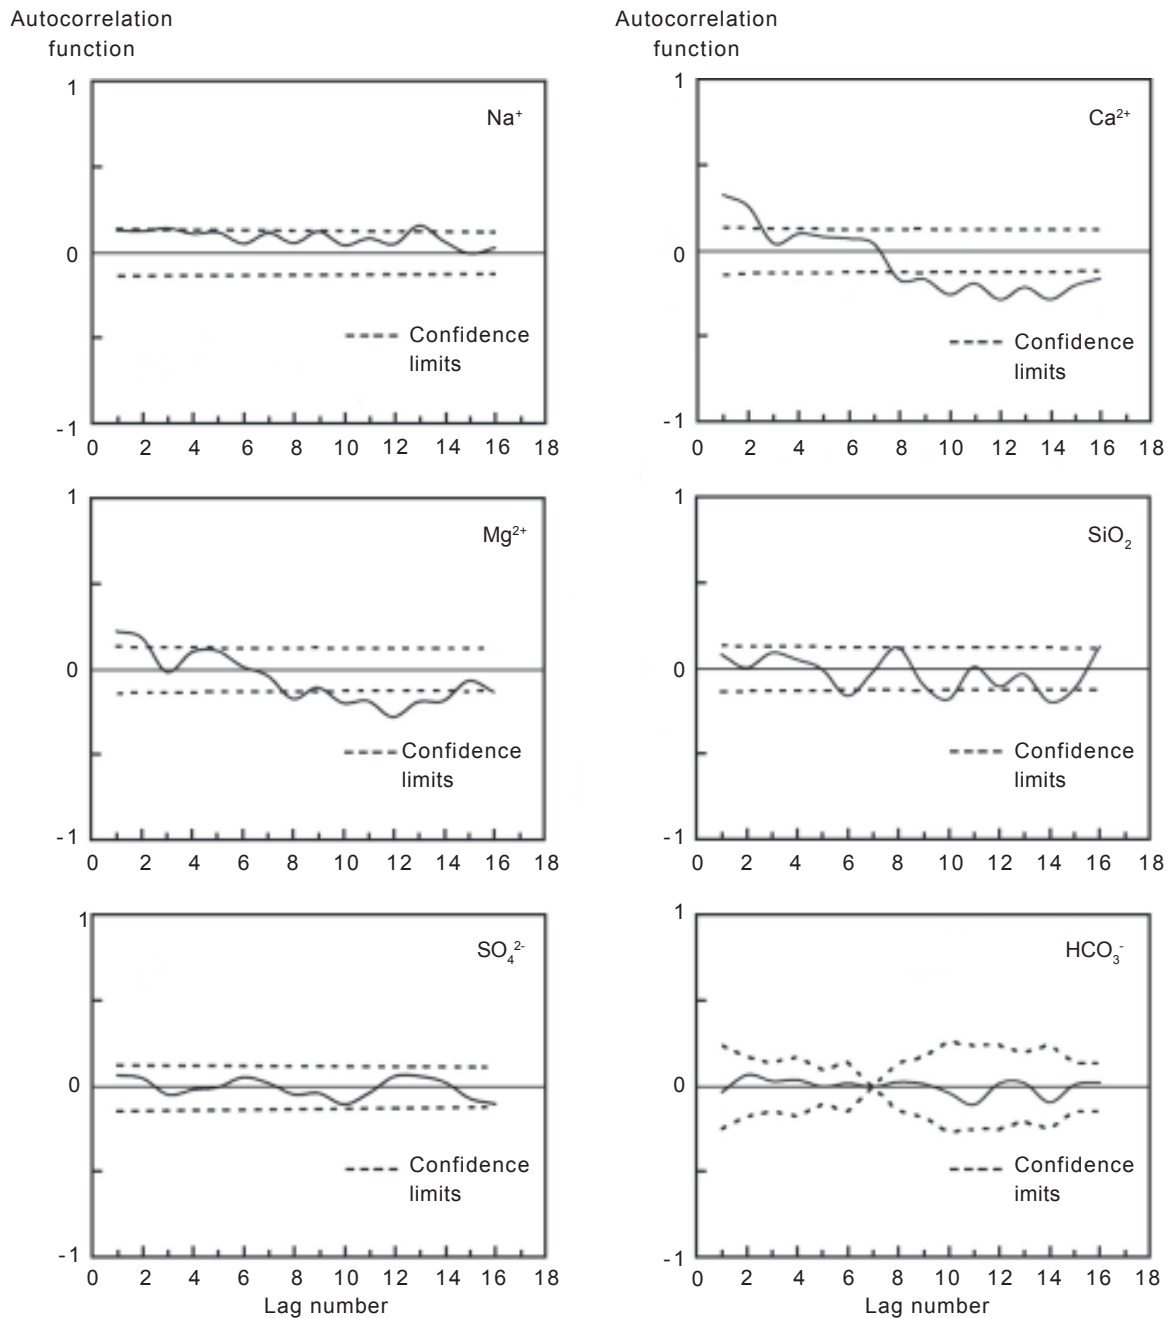 Autocorrelation
function
1
Na⁺
0
Confidence
limits
-1
0 2 4 6 8 10 12 14 16 18
Autocorrelation
function
1
Ca²⁺
0
Confidence
limits
-1
0 2 4 6 8 10 12 14 16 18
1
Mg²⁺
0
Confidence
limits
-1
0 2 4 6 8 10 12 14 16 18
1
SiO₂
0
Confidence
limits
-1
0 2 4 6 8 10 12 14 16 18
1
SO₄²⁻
0
Confidence
limits
-1
0 2 4 6 8 10 12 14 16 18
Lag number
1
HCO₃⁻
0
Confidence
imits
-1
0 2 4 6 8 10 12 14 16 18
Lag number